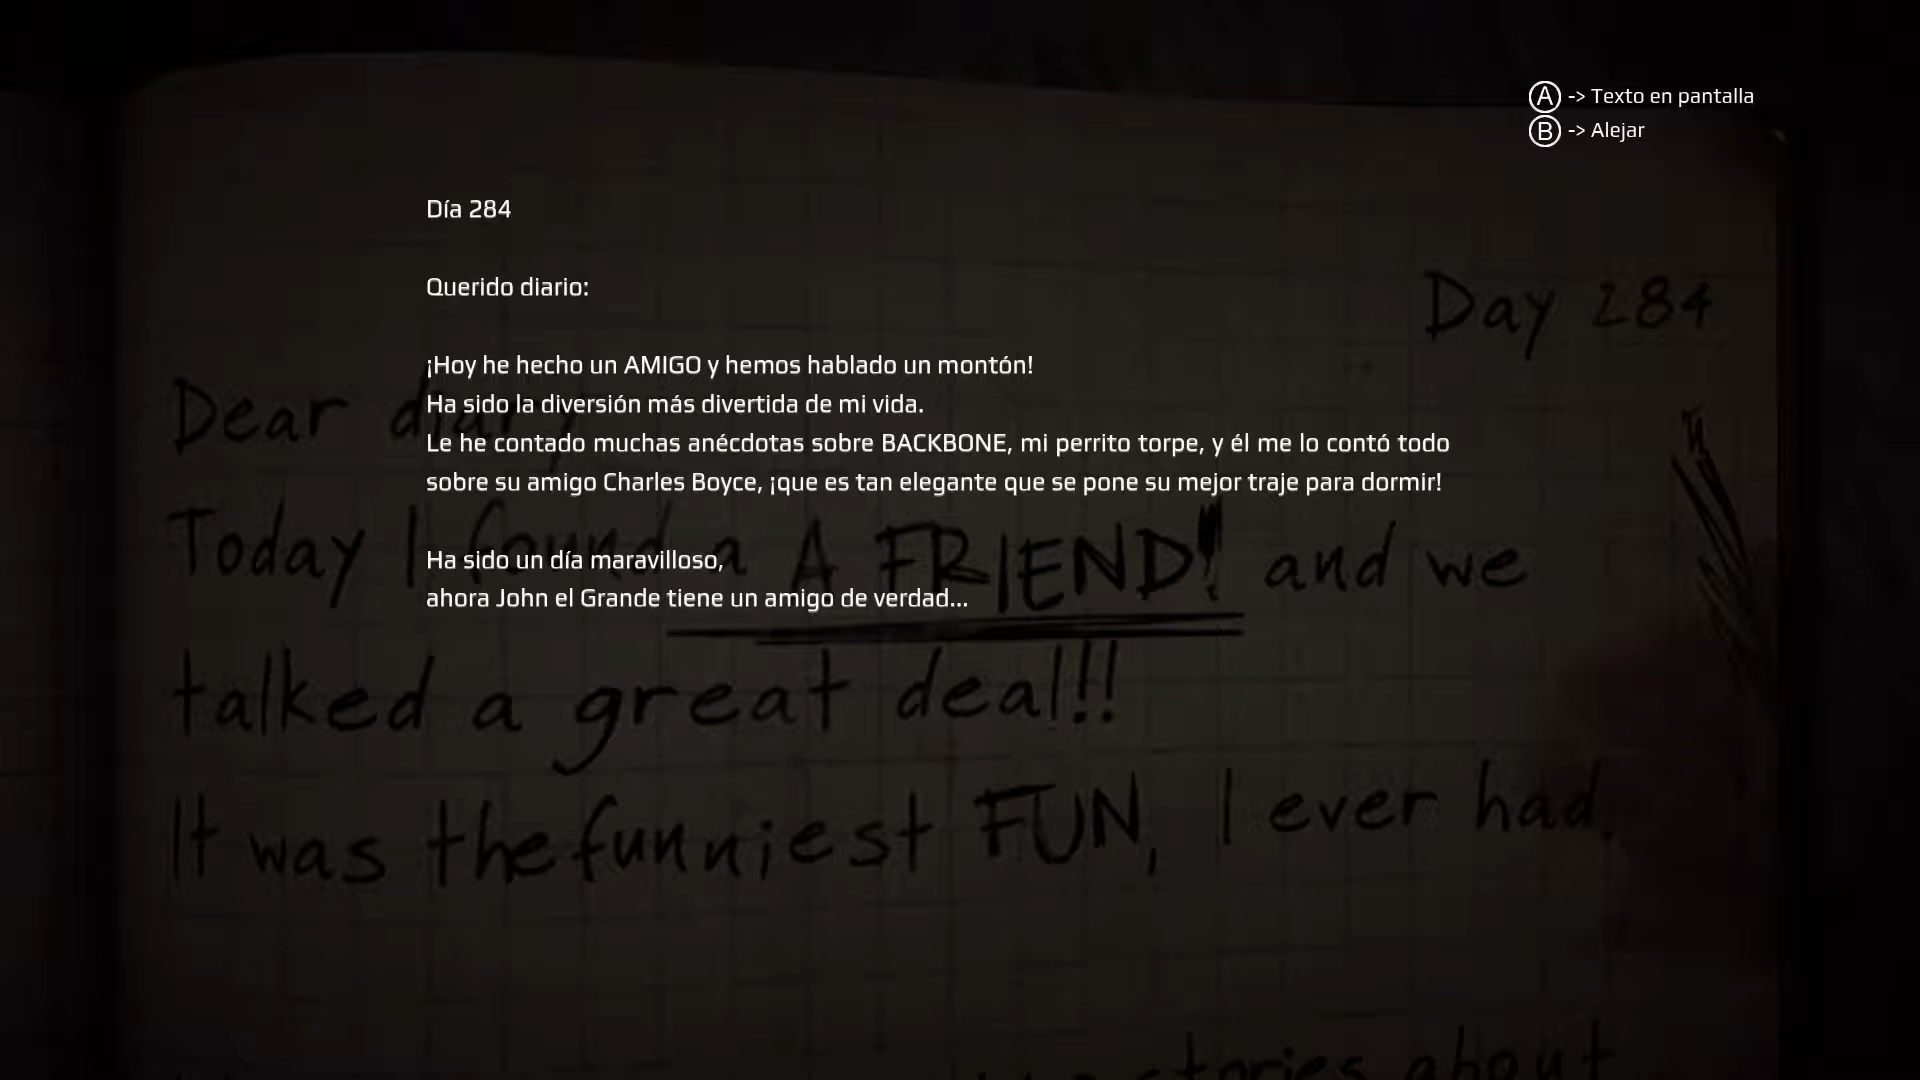 A -> Texto en pantalla
B -> Alejar
Día 284
Querido diario:
¡Hoy he hecho un AMIGO y hemos hablado un montón!
Ha sido la diversión más divertida de mi vida.
Le he contado muchas anécdotas sobre BACKBONE, mi perrito torpe, y él me lo contó todo
sobre su amigo Charles Boyce, ¡que es tan elegante que se pone su mejor traje para dormir!
Ha sido un día maravilloso,
ahora John el Grande tiene un amigo de verdad...
Day 284
Dear diary
Today I found a A FRIEND! and we
talked a great deal!!
It was the funniest FUN, I ever had.
stories about